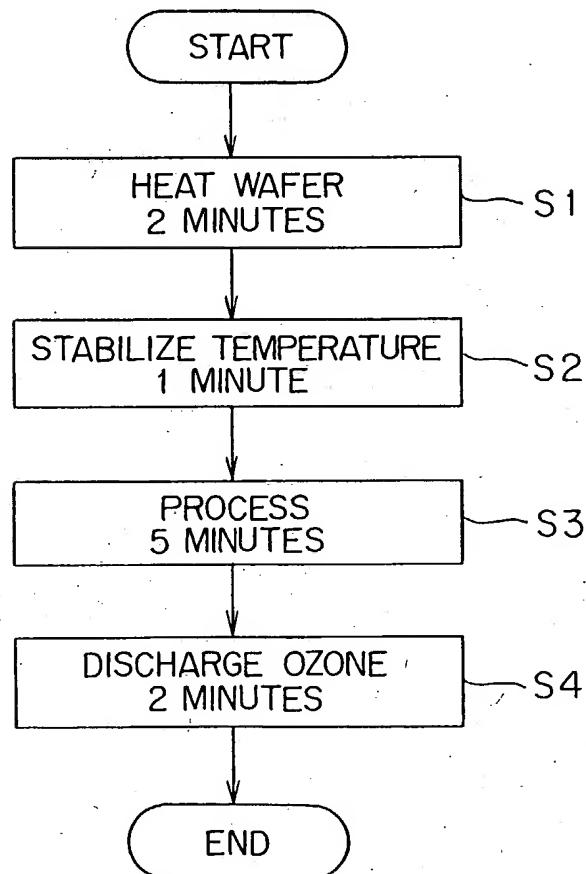 START
HEAT WAFER
2 MINUTES
S1
STABILIZE TEMPERATURE
1 MINUTE
S2
PROCESS
5 MINUTES
S3
DISCHARGE OZONE
2 MINUTES
S4
END